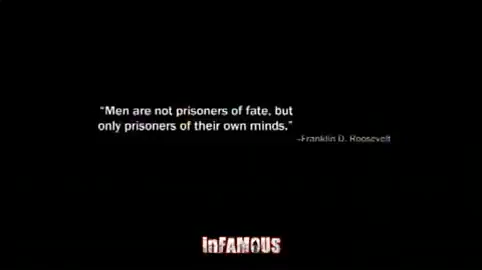 “Men are not prisoners of fate, but
only prisoners of their own minds.”
–Franklin D. Roosevelt
inFAMOUS